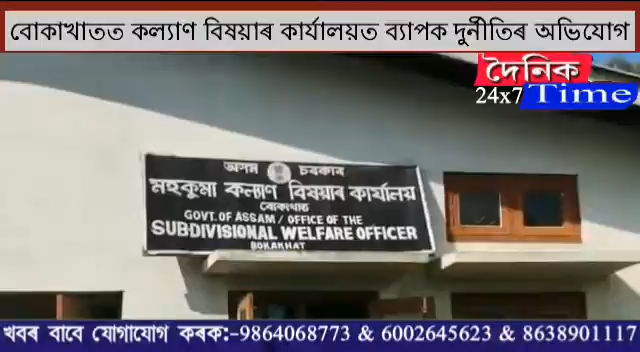 বোকাখাতত কল্যাণ বিষয়াৰ কাৰ্যালয়ত ব্যাপক দুৰ্নীতিৰ অভিযোগ
দৈনিক
24x7 Time
অসম চৰকাৰ
মহকুমা কল্যাণ বিষয়াৰ কাৰ্যালয়
বোকাখাত
GOVT. OF ASSAM / OFFICE OF THE
SUBDIVISIONAL WELFARE OFFICER
BOKAKHAT
খবৰ বাবে যোগাযোগ কৰক:-9864068773 & 6002645623 & 8638901117